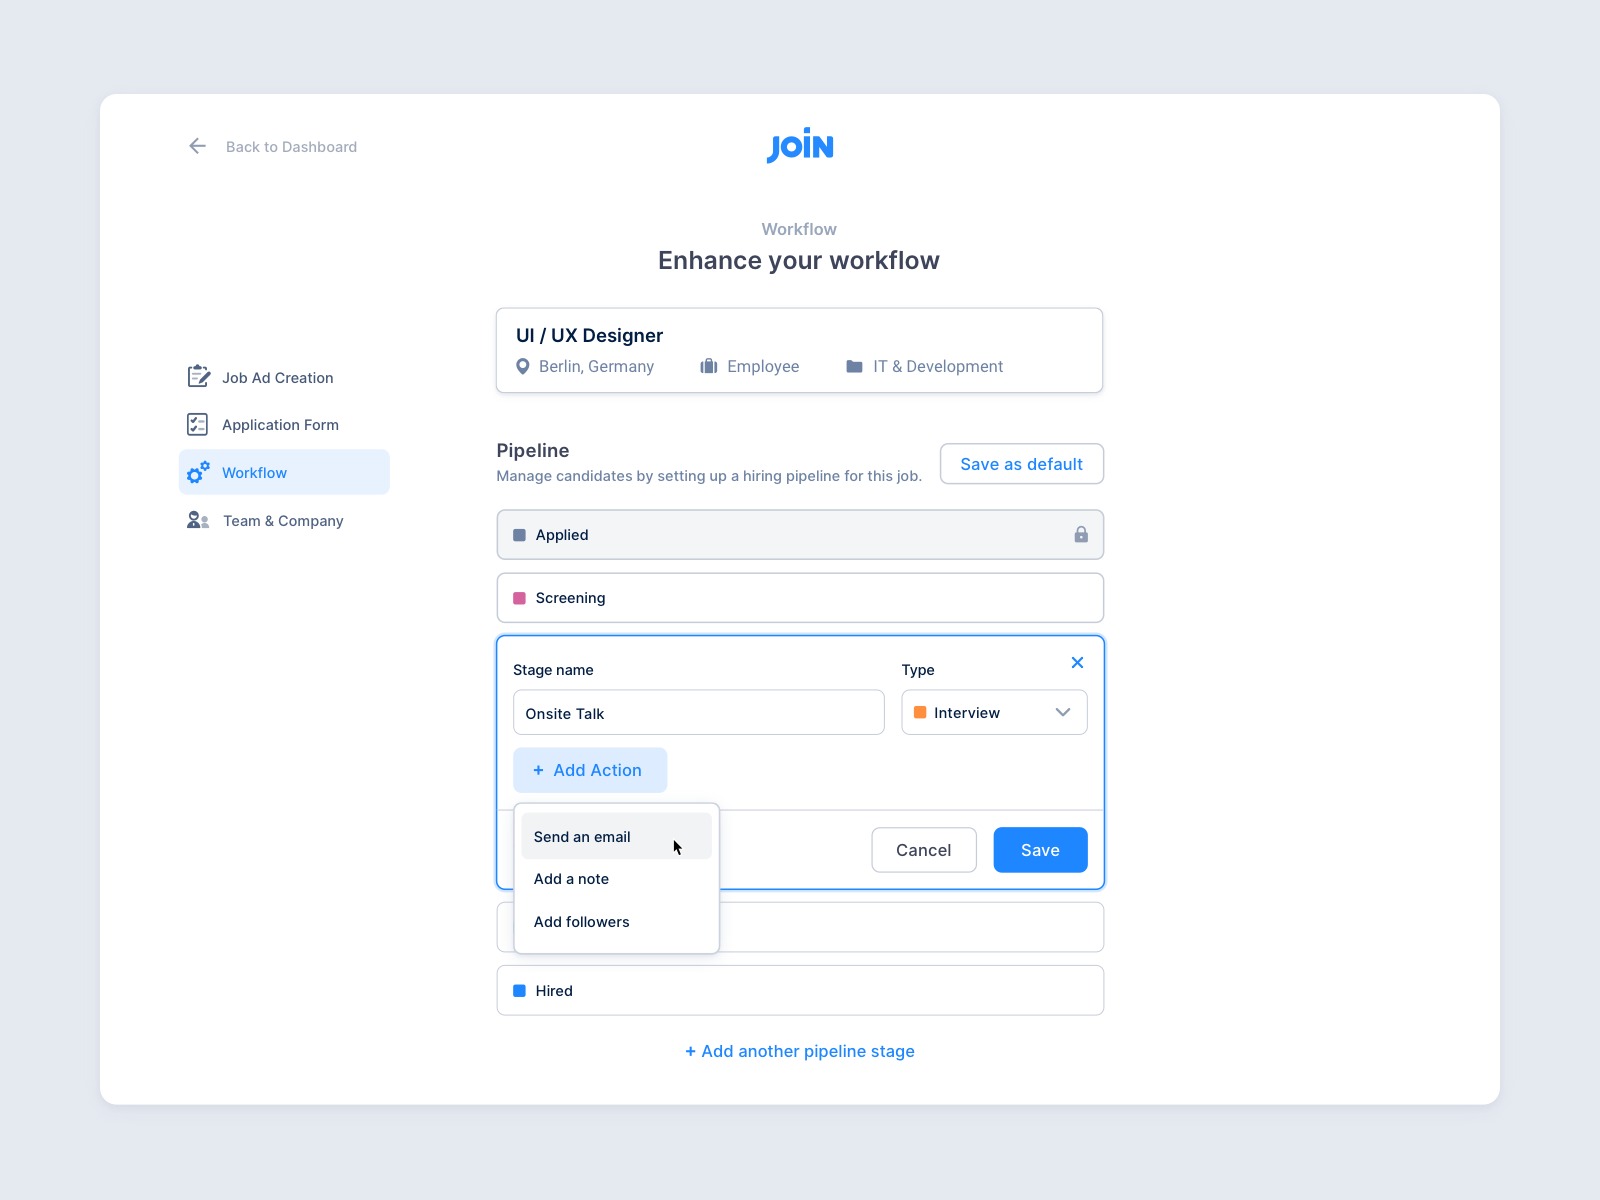 Back to Dashboard
JOIN
Workflow
Enhance your workflow
UI / UX Designer
Berlin, Germany
Employee
IT & Development
Job Ad Creation
Application Form
Workflow
Team & Company
Pipeline
Manage candidates by setting up a hiring pipeline for this job.
Save as default
Applied
Screening
Stage name
Type
Onsite Talk
Interview
+ Add Action
Send an email
Add a note
Add followers
Cancel
Save
Hired
+ Add another pipeline stage